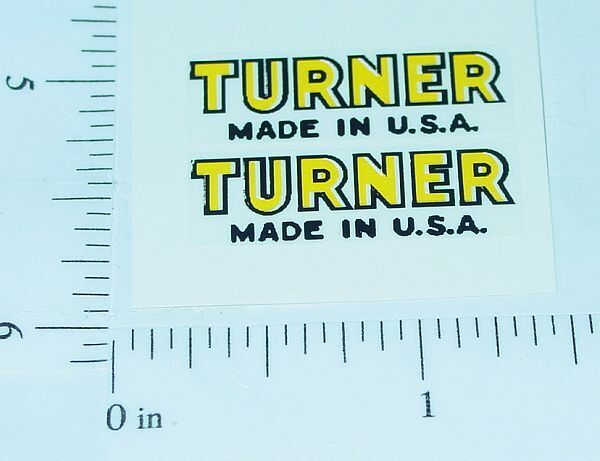 5
TURNER
MADE IN U.S.A.
TURNER
MADE IN U.S.A.
6
0 in
1